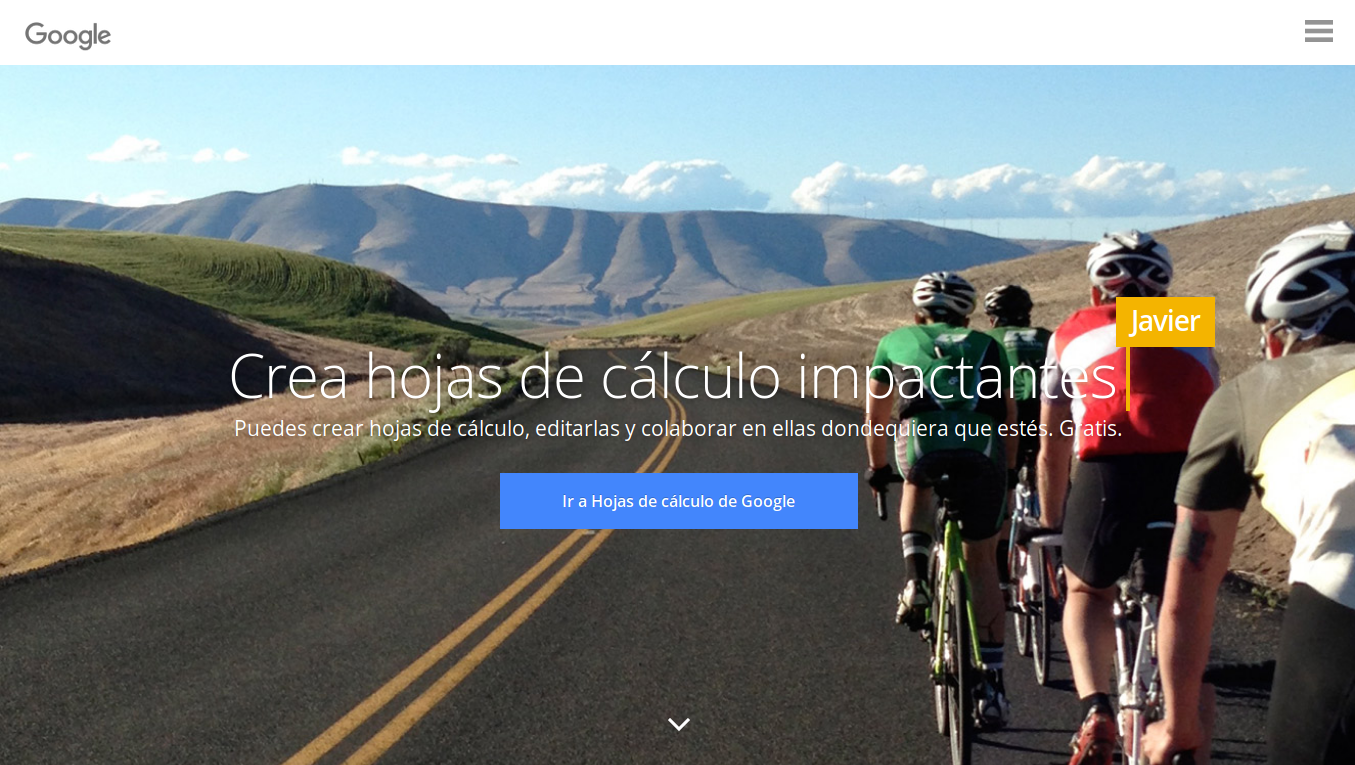 Google
Javier
Crea hojas de cálculo impactantes
Puedes crear hojas de cálculo, editarlas y colaborar en ellas dondequiera que estés. Gratis.
Ir a Hojas de cálculo de Google